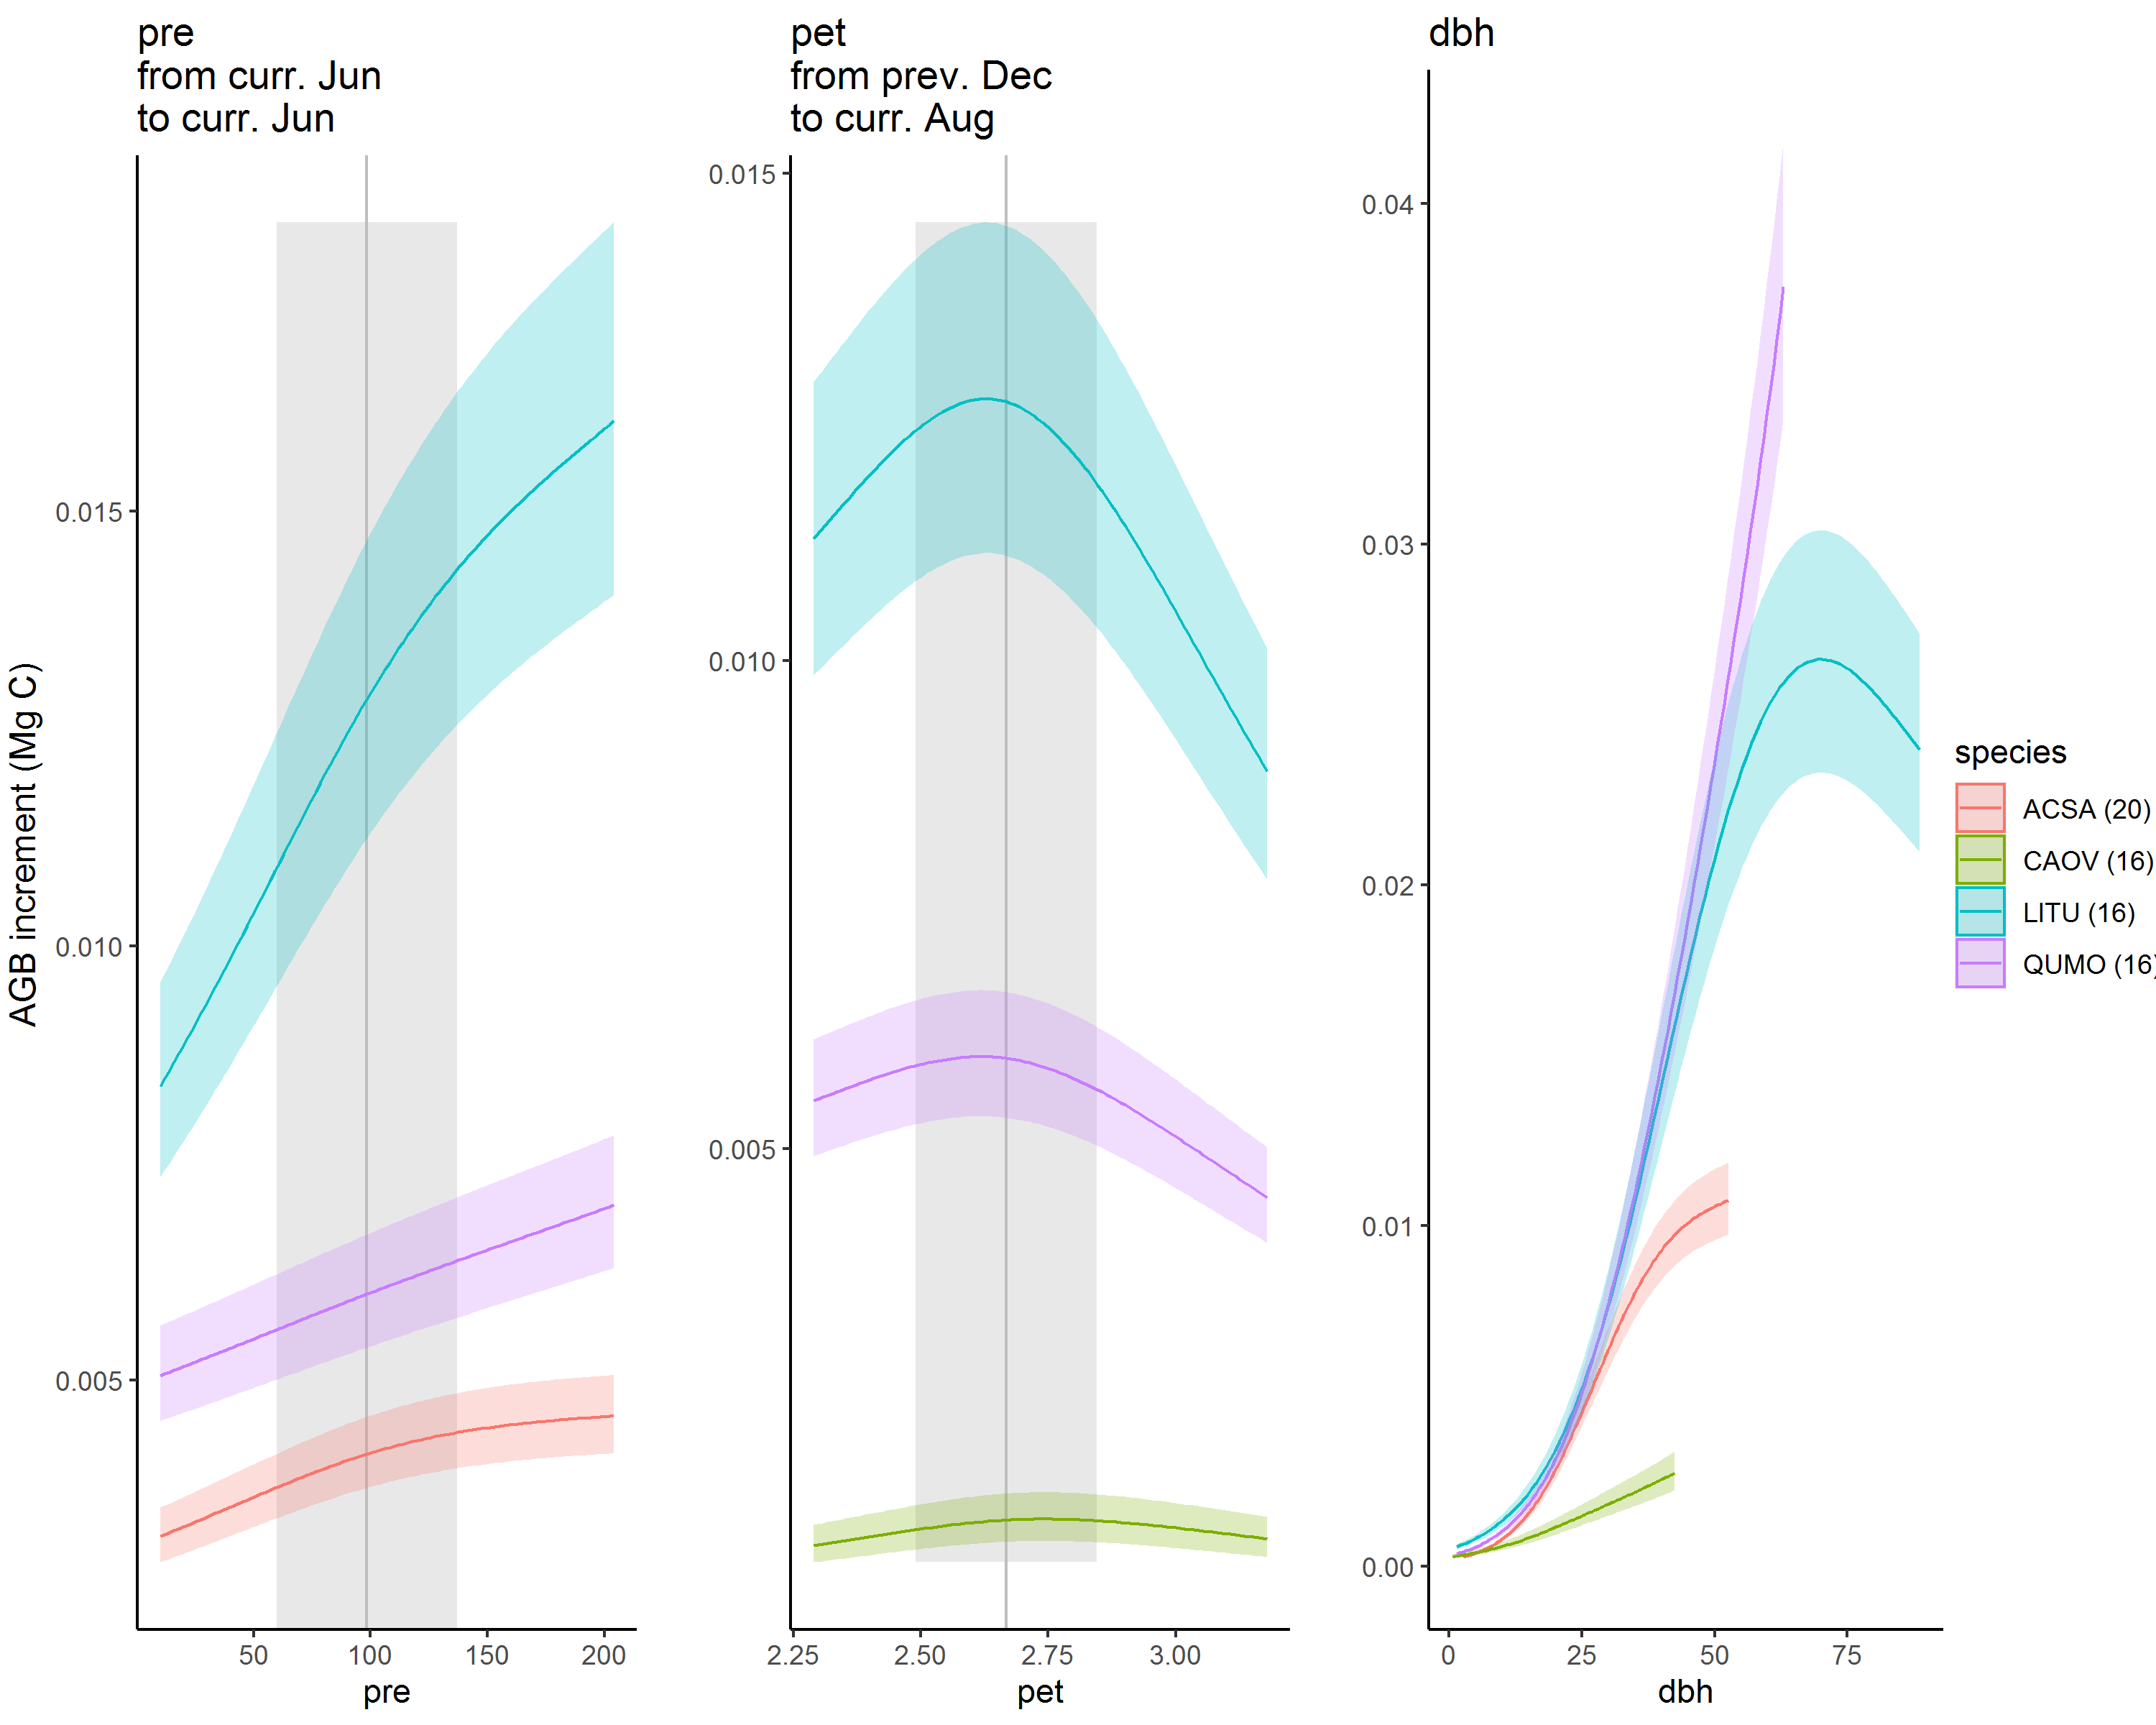 pre
from curr. Jun
to curr. Jun
pet
from prev. Dec
to curr. Aug
dbh
AGB increment (Mg C)
0.015
0.010
0.005
50
100
150
200
pre
0.015
0.010
0.005
2.25
2.50
2.75
3.00
pet
0.04
0.03
0.02
0.01
0.00
0
25
50
75
dbh
species
ACSA (20)
CAOV (16)
LITU (16)
QUMO (16)